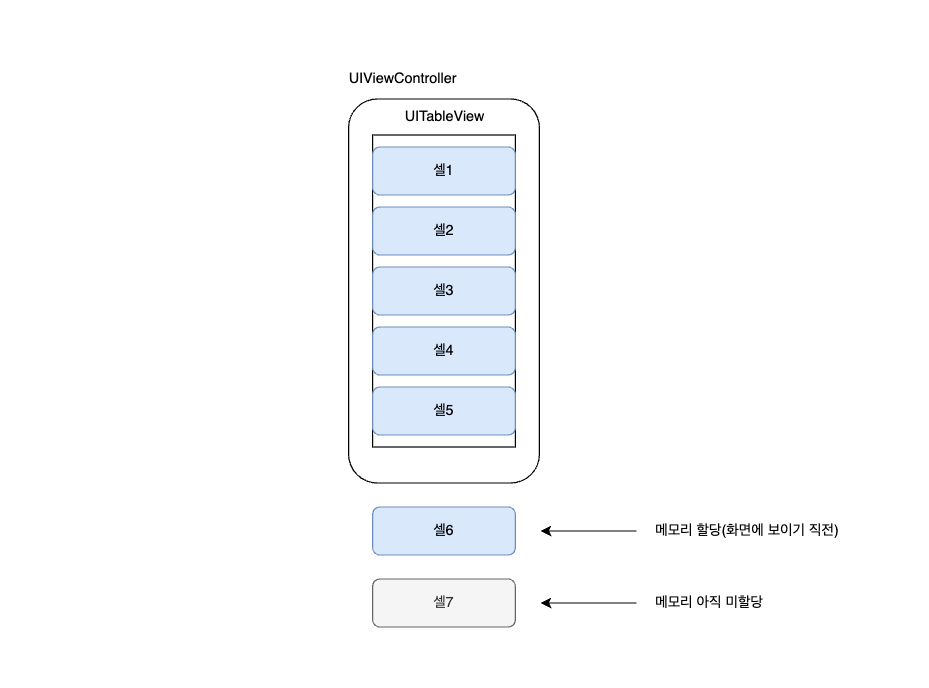 UIViewController
UITableView
셀1
셀2
셀3
셀4
셀5
셀6
메모리 할당(화면에 보이기 직전)
셀7
메모리 아직 미할당